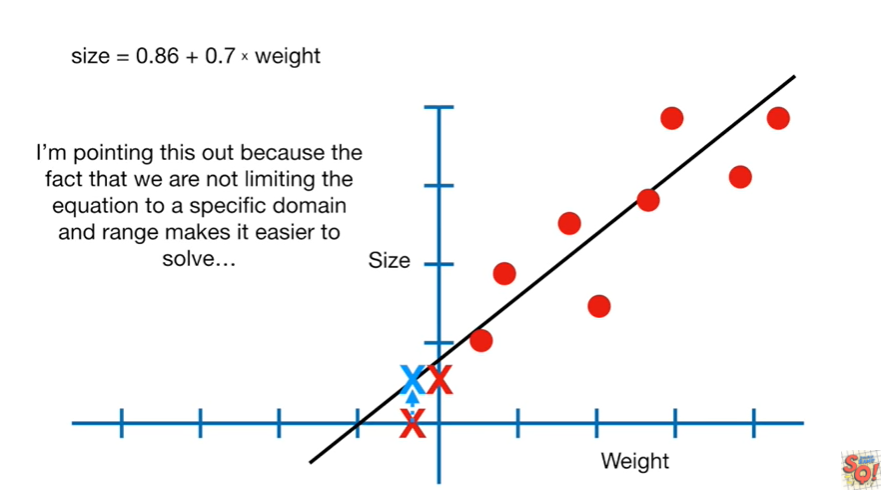 size = 0.86 + 0.7 x weight
I'm pointing this out because the
fact that we are not limiting the
equation to a specific domain
and range makes it easier to
solve…
Size
X X
X
Weight
SQ!